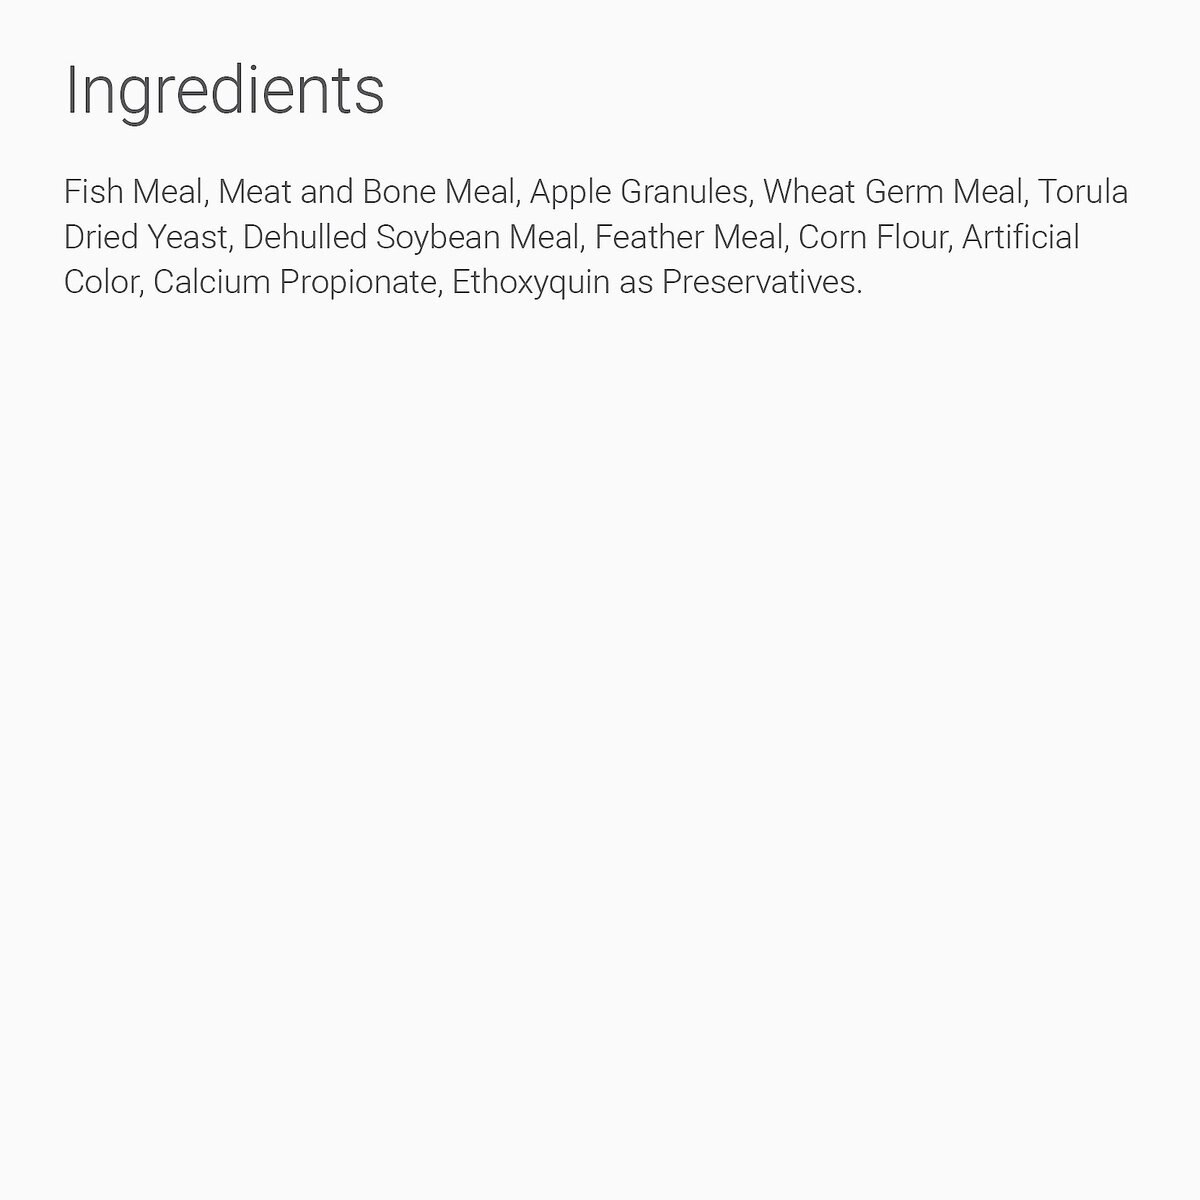 Ingredients
Fish Meal, Meat and Bone Meal, Apple Granules, Wheat Germ Meal, Torula
Dried Yeast, Dehulled Soybean Meal, Feather Meal, Corn Flour, Artificial
Color, Calcium Propionate, Ethoxyquin as Preservatives.